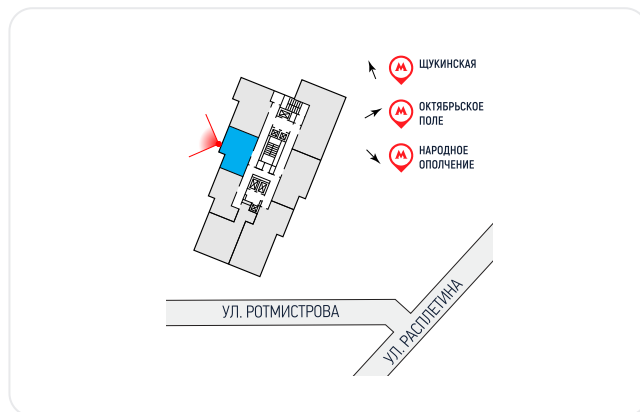 ЩУКИНСКАЯ
ОКТЯБРЬСКОЕ
ПОЛЕ
НАРОДНОЕ
ОПОЛЧЕНИЕ
УЛ. РОТМИСТРОВА
УЛ. РАСПЛЕТИНА